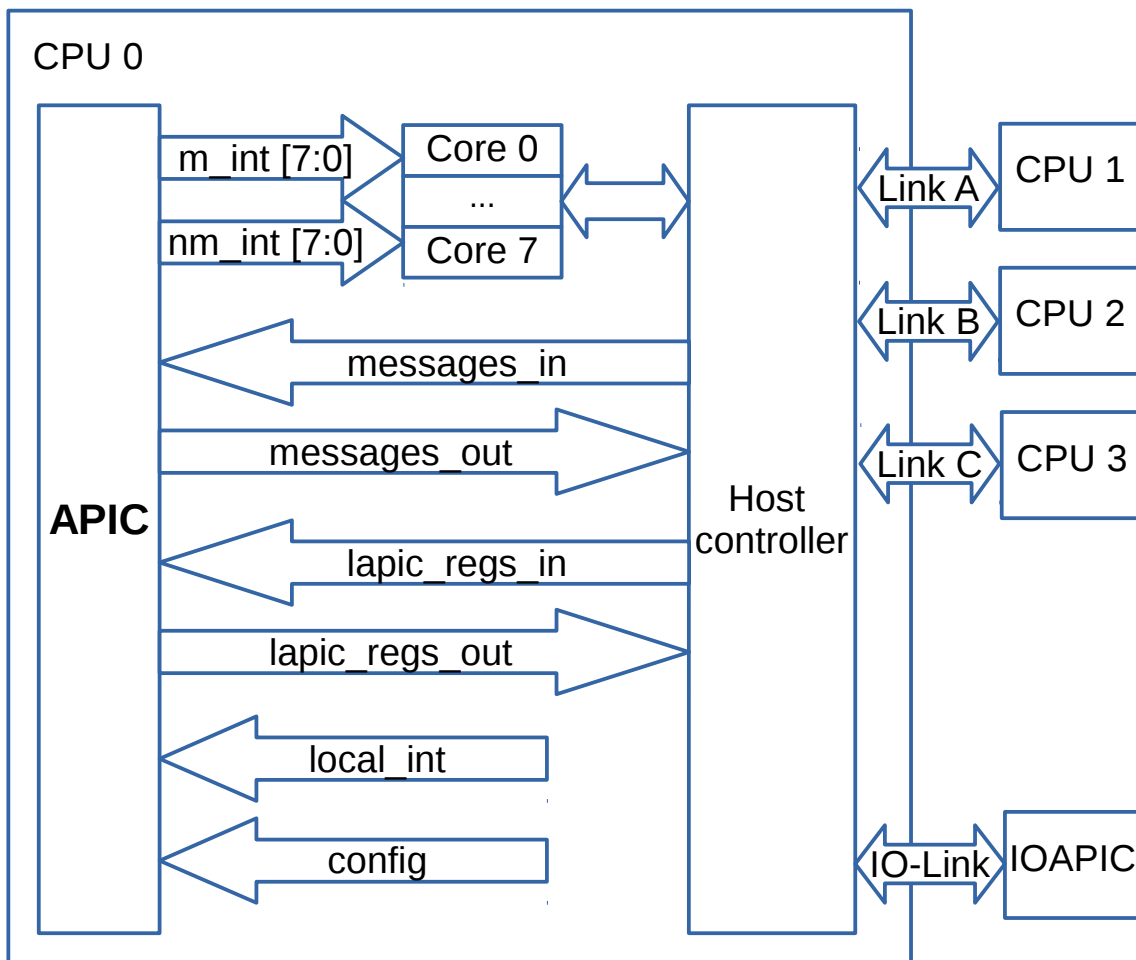 CPU 0
m_int [7:0]
nm_int [7:0]
Core 0
...
Core 7
messages_in
messages_out
APIC
lapic_regs_in
lapic_regs_out
local_int
config
Host
controller
Link A
CPU 1
Link B
CPU 2
Link C
CPU 3
IO-Link
IOAPIC